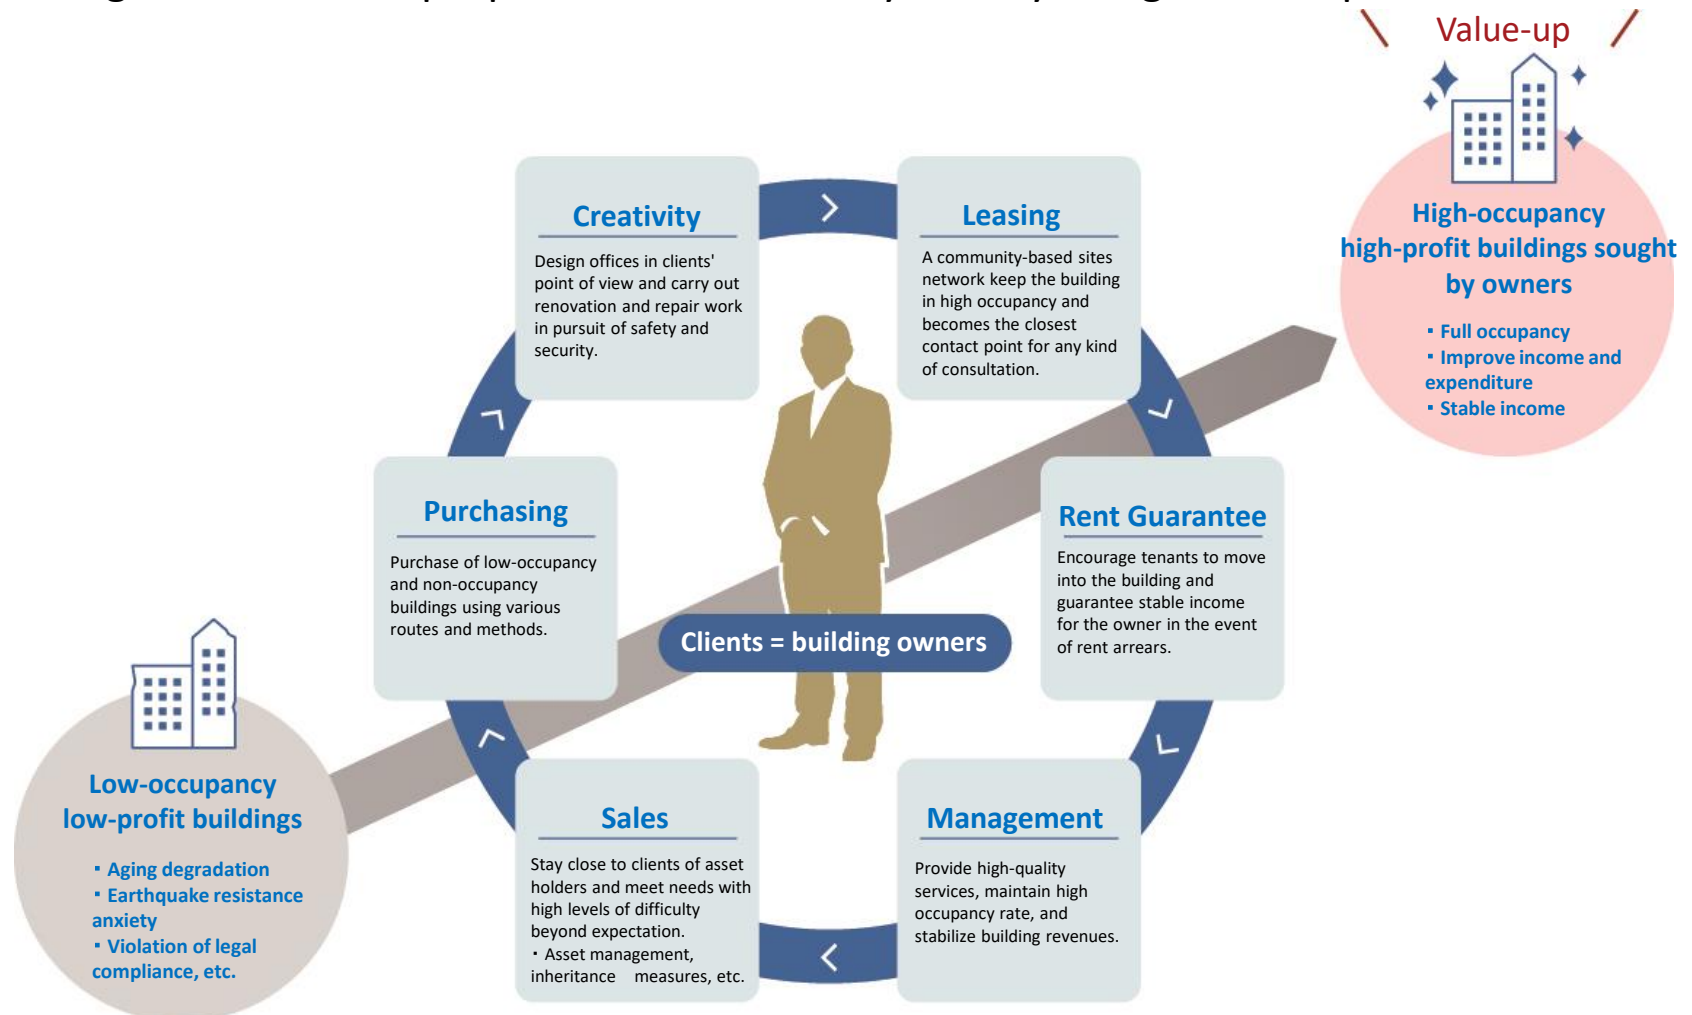 Value-up
High-occupancy
high-profit buildings sought
by owners
・Full occupancy
・Improve income and
expenditure
・Stable income
Creativity
Design offices in clients'
point of view and carry out
renovation and repair work
in pursuit of safety and
security.
Leasing
A community-based sites
network keep the building
in high occupancy and
becomes the closest
contact point for any kind
of consultation.
Purchasing
Purchase of low-occupancy
and non-occupancy
buildings using various
routes and methods.
Rent Guarantee
Encourage tenants to move
into the building and
guarantee stable income
for the owner in the event
of rent arrears.
Clients = building owners
Low-occupancy
low-profit buildings
・Aging degradation
・Earthquake resistance
anxiety
・Violation of legal
compliance, etc.
Sales
Stay close to clients of asset
holders and meet needs with
high levels of difficulty
beyond expectation.
・Asset management,
inheritance measures, etc.
Management
Provide high-quality
services, maintain high
occupancy rate, and
stabilize building revenues.